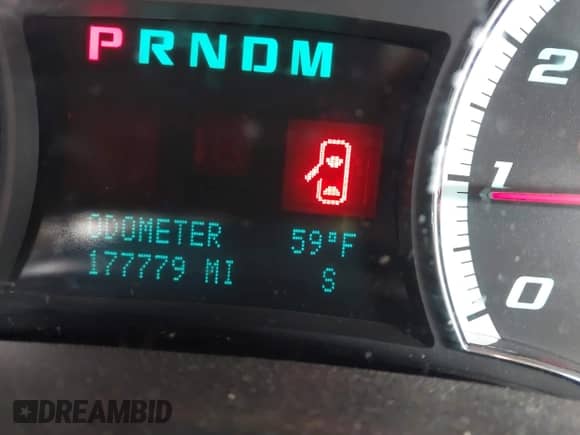 PRNDM
2
1
ODOMETER 59°F
177779 MI S
0
DREAMBID